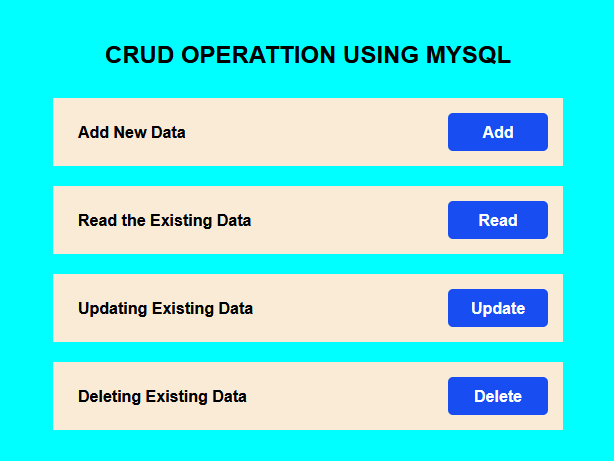 CRUD OPERATTION USING MYSQL
Add New Data Add
Read the Existing Data Read
Updating Existing Data Update
Deleting Existing Data Delete